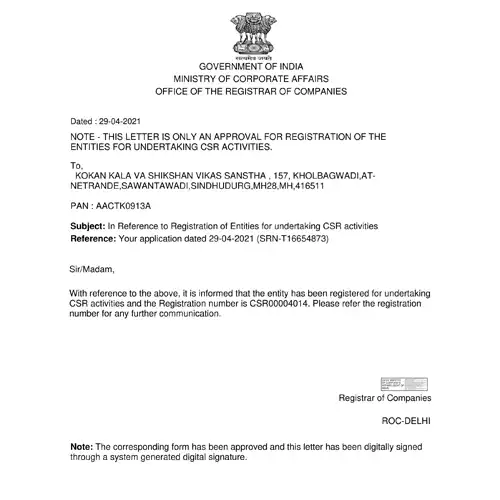 सत्यमेव जयते
GOVERNMENT OF INDIA
MINISTRY OF CORPORATE AFFAIRS
OFFICE OF THE REGISTRAR OF COMPANIES
Dated : 29-04-2021
NOTE - THIS LETTER IS ONLY AN APPROVAL FOR REGISTRATION OF THE
ENTITIES FOR UNDERTAKING CSR ACTIVITIES.
To,
KOKAN KALA VA SHIKSHAN VIKAS SANSTHA , 157, KHOLBAGWADI,AT-
NETRANDE,SAWANTAWADI,SINDHUDURG,MH28,MH,416511
PAN : AACTK0913A
Subject: In Reference to Registration of Entities for undertaking CSR activities
Reference: Your application dated 29-04-2021 (SRN-T16654873)
Sir/Madam,
With reference to the above, it is informed that the entity has been registered for undertaking
CSR activities and the Registration number is CSR00004014. Please refer the registration
number for any further communication.
Registrar of Companies
ROC-DELHI
Note: The corresponding form has been approved and this letter has been digitally signed
through a system generated digital signature.